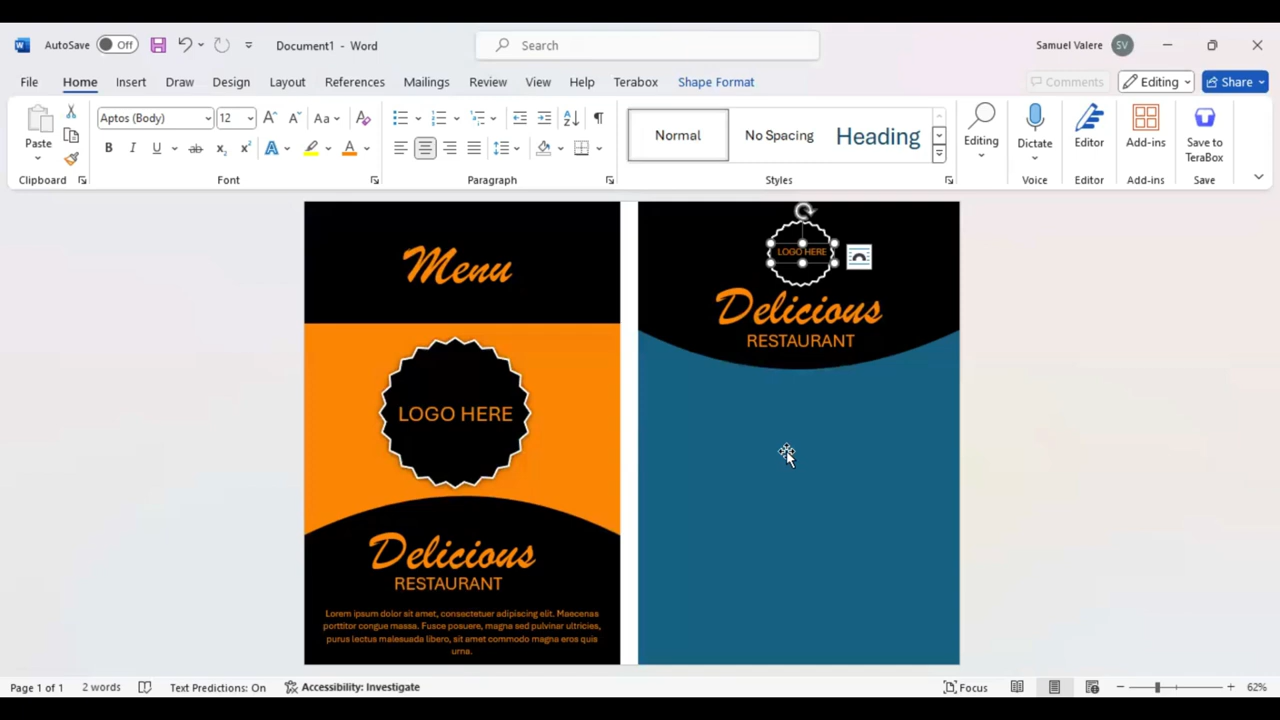 AutoSave Off Document1 - Word Search Samuel Valere SV
File Home Insert Draw Design Layout References Mailings Review View Help Terabox Shape Format Comments Editing Share
Paste Aptos (Body) 12 Aa Normal No Spacing Heading Editing Dictate Editor Add-ins Save to TeraBox
B I U ab x₂ x² A A
Clipboard Font Paragraph Styles Voice Editor Add-ins Save
Menu
LOGO HERE
Delicious
RESTAURANT
Lorem ipsum dolor sit amet, consectetuer adipiscing elit. Maecenas
porttitor congue massa. Fusce posuere, magna sed pulvinar ultricies,
purus lectus malesuada libero, sit amet commodo magna eros quis
urna.
LOGO HERE
Delicious
RESTAURANT
Page 1 of 1 2 words Text Predictions: On Accessibility: Investigate Focus 62%